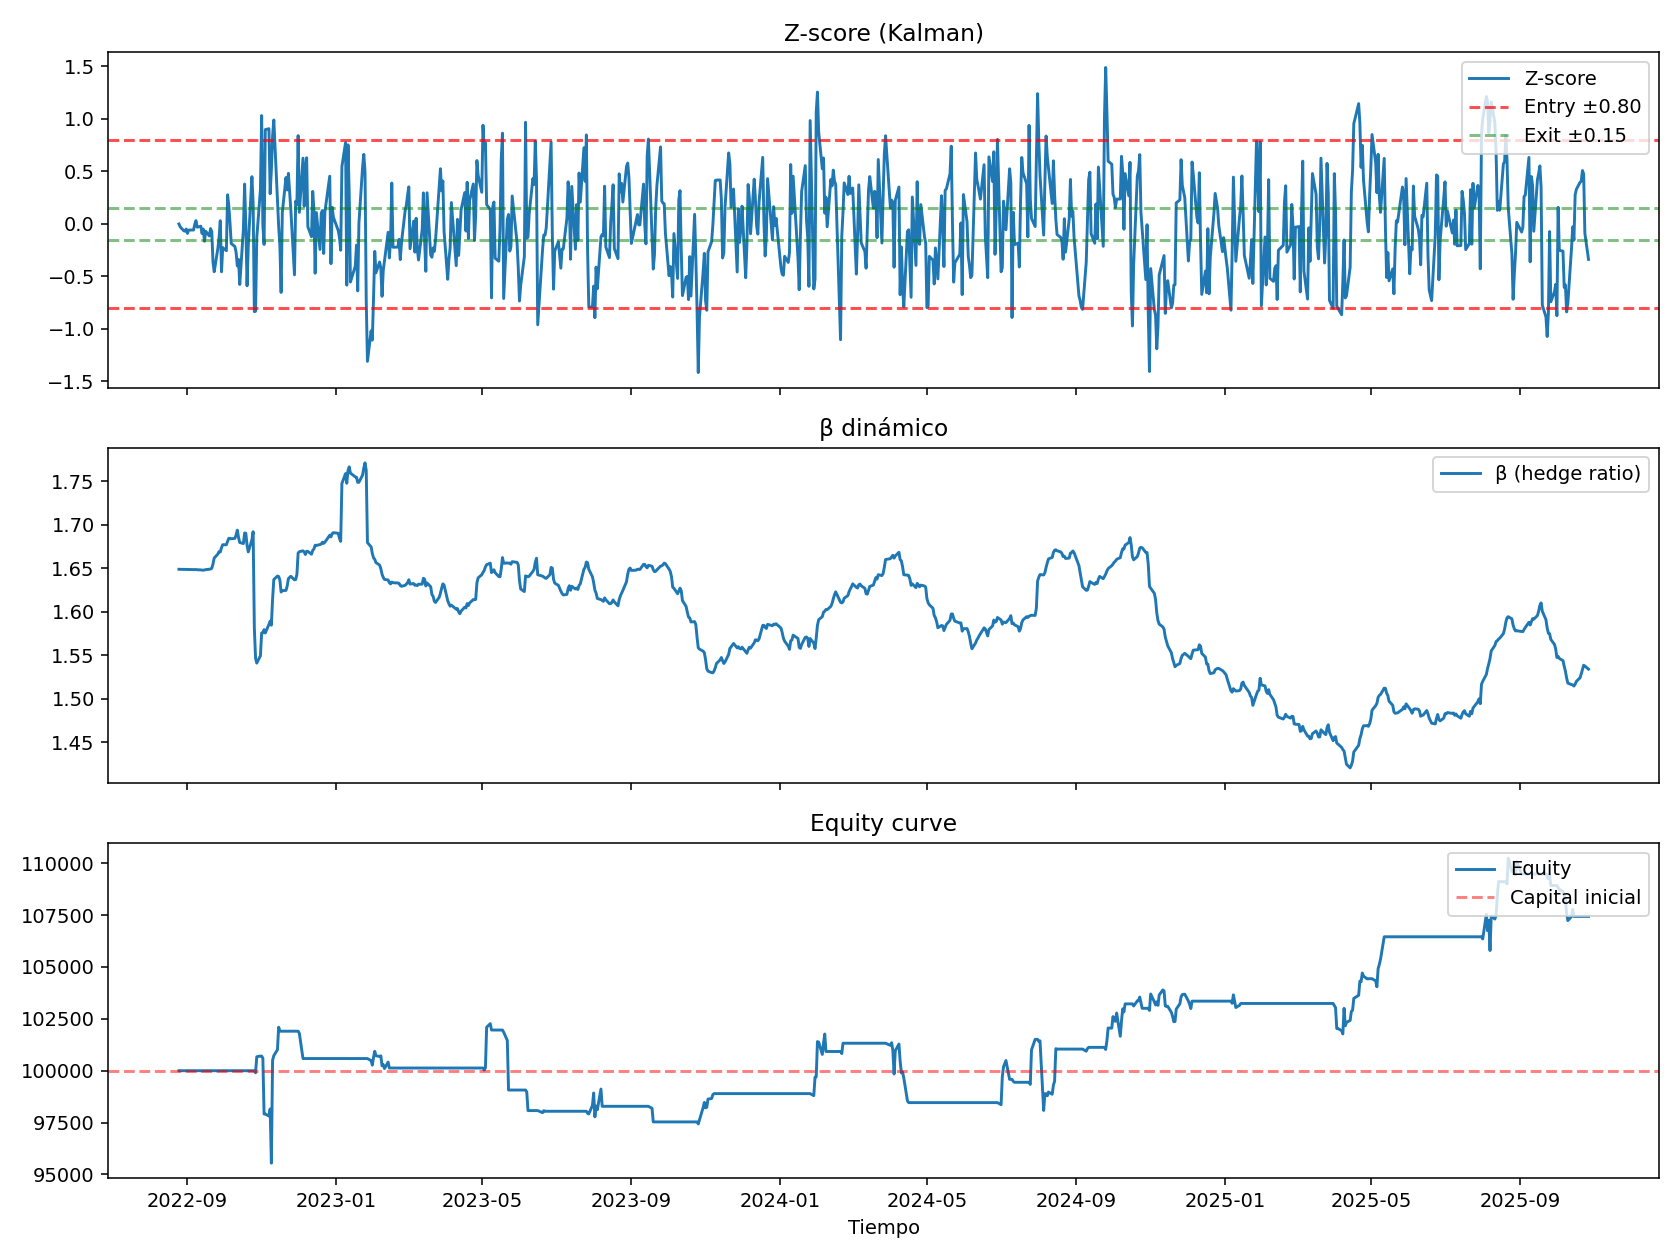 Z-score (Kalman)
1.5
1.0
0.5
0.0
−0.5
−1.0
−1.5
Z-score
Entry ±0.80
Exit ±0.15
β dinámico
1.75
1.70
1.65
1.60
1.55
1.50
1.45
β (hedge ratio)
Equity curve
110000
107500
105000
102500
100000
97500
95000
Equity
Capital inicial
2022-09 2023-01 2023-05 2023-09 2024-01 2024-05 2024-09 2025-01 2025-05 2025-09
Tiempo